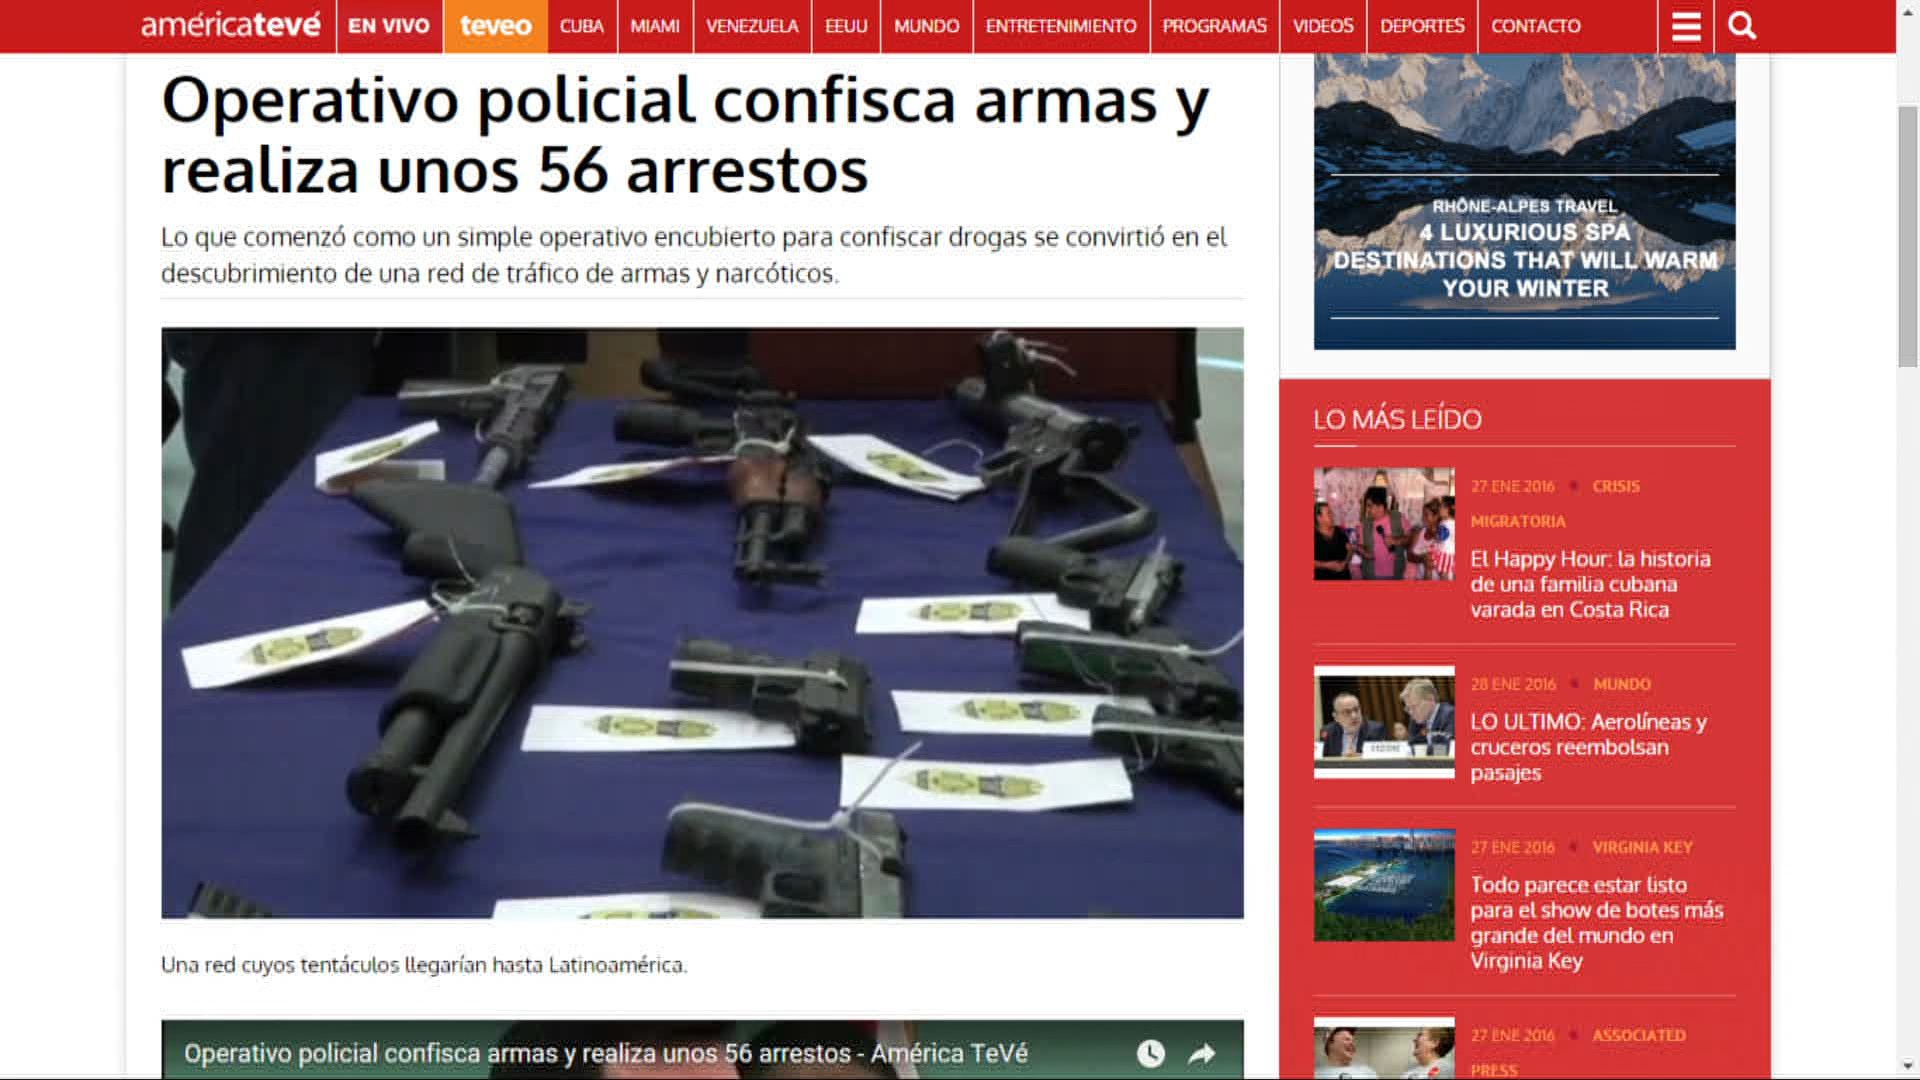 américatevé
EN VIVO
teveo
CUBA
MIAMI
VENEZUELA
EEUU
MUNDO
ENTRETENIMIENTO
PROGRAMAS
VIDEOS
DEPORTES
CONTACTO
Operativo policial confisca armas y
realiza unos 56 arrestos
Lo que comenzó como un simple operativo encubierto para confiscar drogas se convirtió en el
descubrimiento de una red de tráfico de armas y narcóticos.
Una red cuyos tentáculos llegarían hasta Latinoamérica.
Operativo policial confisca armas y realiza unos 56 arrestos - América TeVé
RHÔNE-ALPES TRAVEL
4 LUXURIOUS SPA
DESTINATIONS THAT WILL WARM
YOUR WINTER
LO MÁS LEÍDO
27 ENE 2016 CRISIS
MIGRATORIA
El Happy Hour: la historia
de una familia cubana
varada en Costa Rica
28 ENE 2016 MUNDO
LO ULTIMO: Aerolíneas y
cruceros reembolsan
pasajes
27 ENE 2016 VIRGINIA KEY
Todo parece estar listo
para el show de botes más
grande del mundo en
Virginia Key
27 ENE 2016 ASSOCIATED
PRESS